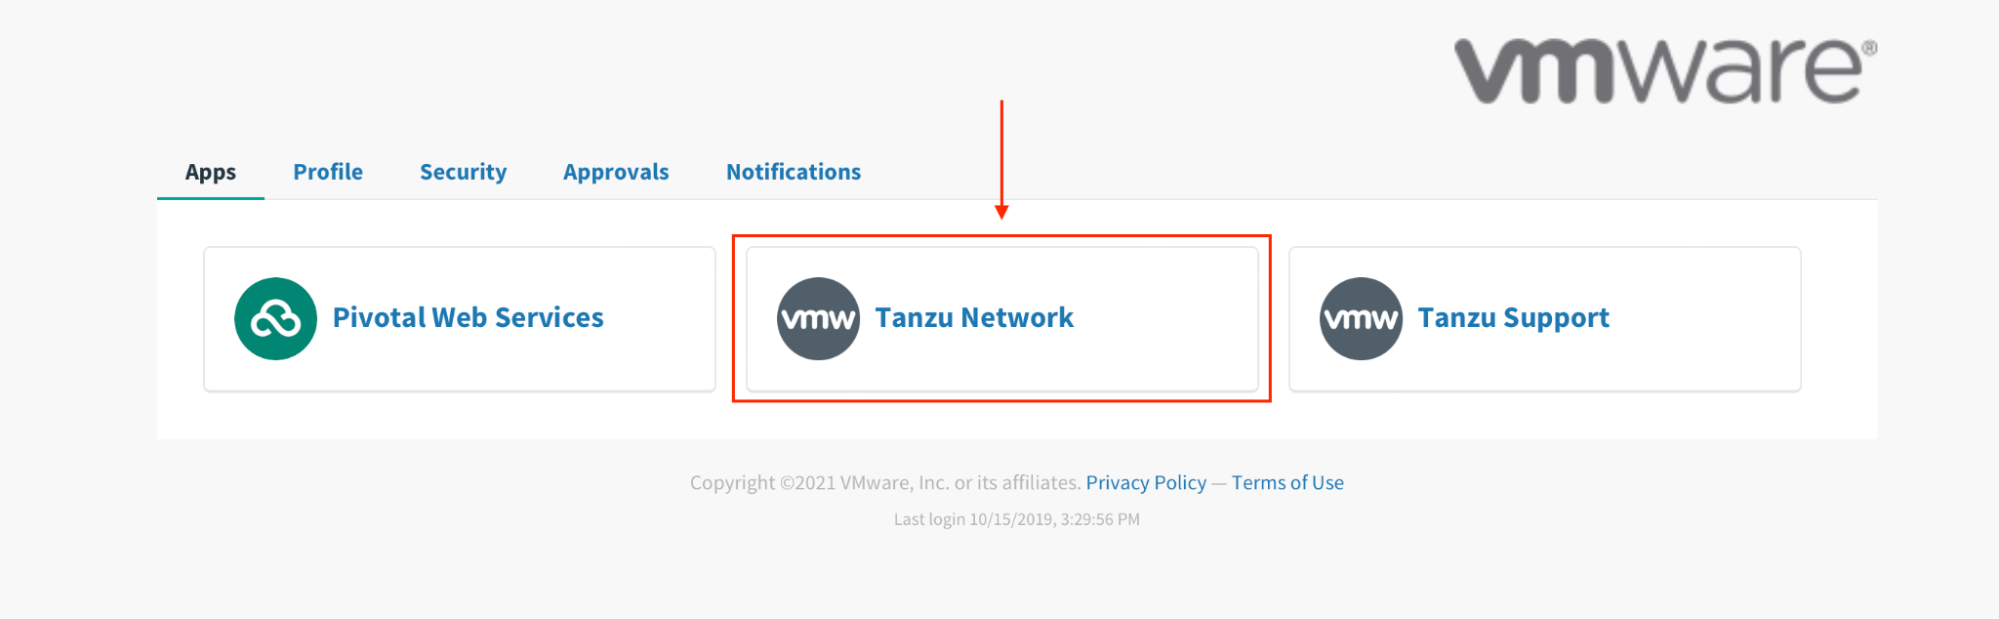 vmware®
Apps Profile Security Approvals Notifications
Pivotal Web Services vmw Tanzu Network vmw Tanzu Support
Copyright ©2021 VMware, Inc. or its affiliates. Privacy Policy — Terms of Use
Last login 10/15/2019, 3:29:56 PM